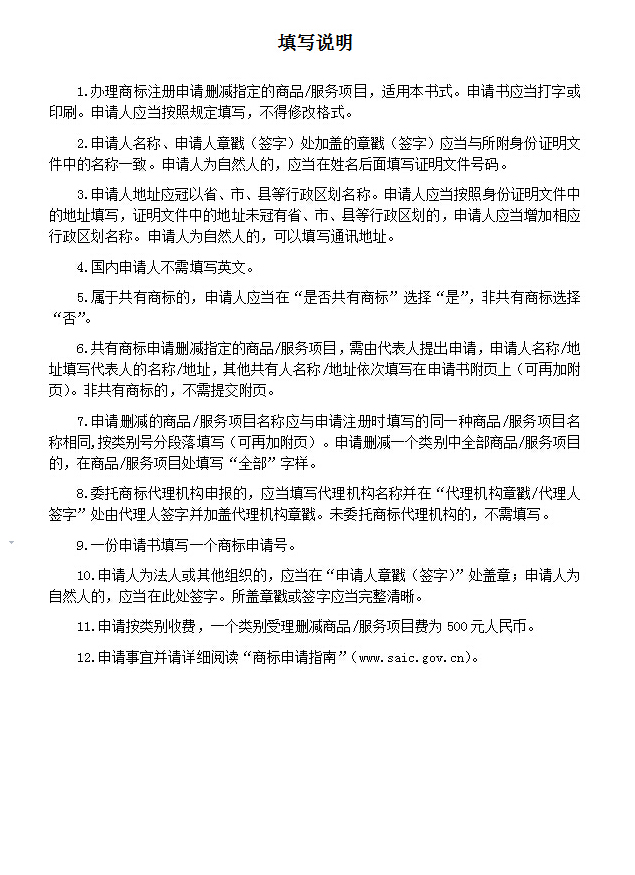 填写说明
1.办理商标注册申请删减指定的商品/服务项目，适用本书式。申请书应当打字或
印刷。申请人应当按照规定填写，不得修改格式。
2.申请人名称、申请人章戳（签字）处加盖的章戳（签字）应当与所附身份证明文
件中的名称一致。申请人为自然人的，应当在姓名后面填写证明文件号码。
3.申请人地址应冠以省、市、县等行政区划名称。申请人应当按照身份证明文件中
的地址填写，证明文件中的地址未冠有省、市、县等行政区划的，申请人应当增加相应
行政区划名称。申请人为自然人的，可以填写通讯地址。
4.国内申请人不需填写英文。
5.属于共有商标的，申请人应当在“是否共有商标”选择“是”，非共有商标选择
“否”。
6.共有商标申请删减指定的商品/服务项目，需由代表人提出申请，申请人名称/地
址填写代表人的名称/地址，其他共有人名称/地址依次填写在申请书附页上（可再加附
页）。非共有商标的，不需提交附页。
7.申请删减的商品/服务项目名称应与申请注册时填写的同一种商品/服务项目名
称相同,按类别号分段落填写（可再加附页）。申请删减一个类别中全部商品/服务项目
的，在商品/服务项目处填写“全部”字样。
8.委托商标代理机构申报的，应当填写代理机构名称并在“代理机构章戳/代理人
签字”处由代理人签字并加盖代理机构章戳。未委托商标代理机构的，不需填写。
9.一份申请书填写一个商标申请号。
10.申请人为法人或其他组织的，应当在“申请人章戳（签字）”处盖章；申请人为
自然人的，应当在此处签字。所盖章戳或签字应当完整清晰。
11.申请按类别收费，一个类别受理删减商品/服务项目费为 500 元人民币。
12.申请事宜并请详细阅读“商标申请指南”（www.saic.gov.cn）。